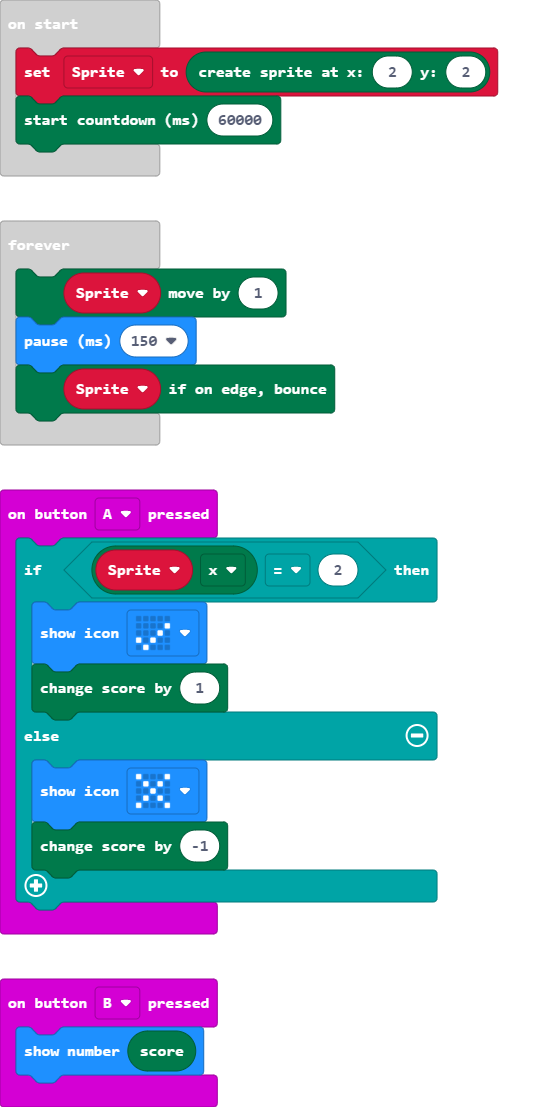 on start
set Sprite to create sprite at x: 2 y: 2
start countdown (ms) 60000
forever
Sprite move by 1
pause (ms) 150
Sprite if on edge, bounce
on button A pressed
if Sprite x = 2 then
show icon
change score by 1
else
show icon
change score by -1
on button B pressed
show number score